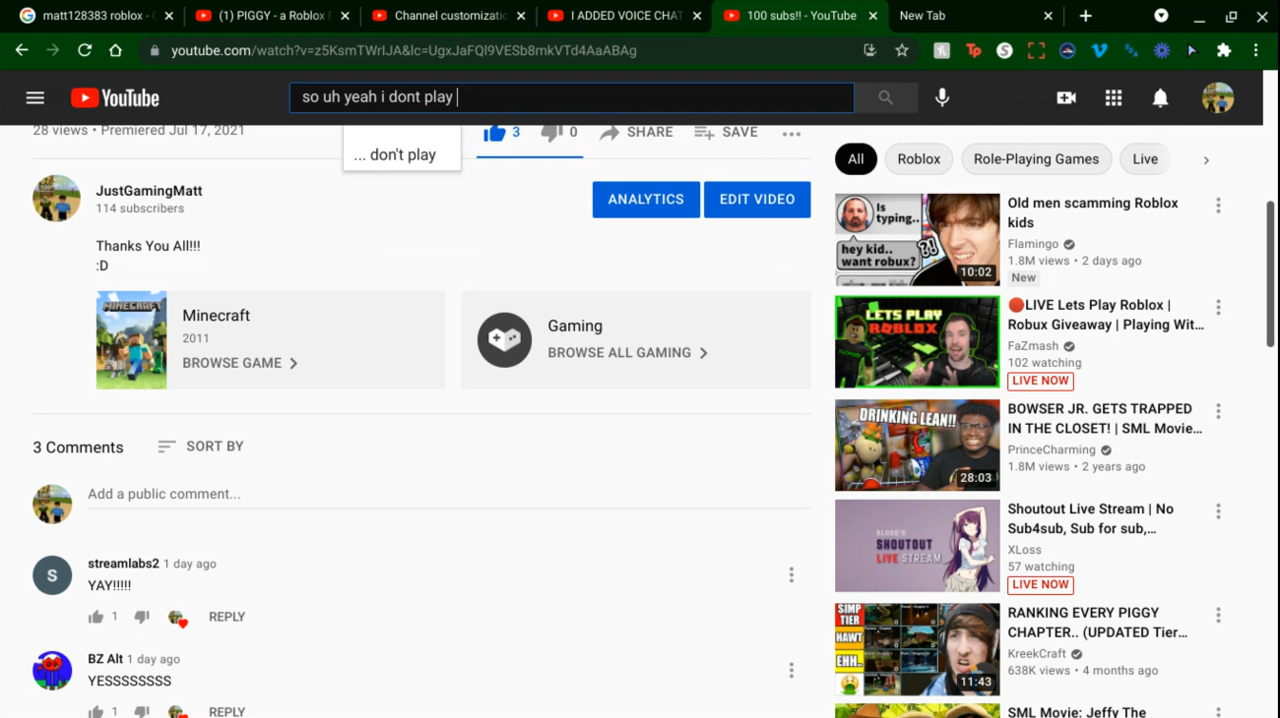 matt128383 roblox - 
(1) PIGGY - a Roblox
Channel customizatio
I ADDED VOICE CHAT
100 subs!! - YouTube
New Tab
youtube.com/watch?v=z5KsmTWrIJA&lc=UgxJaFQl9VESb8mkVTd4AaABAg
YouTube
so uh yeah i dont play
... don't play
28 views • Premiered Jul 17, 2021
3
0
SHARE
SAVE
JustGamingMatt
114 subscribers
ANALYTICS
EDIT VIDEO
Thanks You All!!!
:D
MINECRAFT
Minecraft
2011
BROWSE GAME
Gaming
BROWSE ALL GAMING
3 Comments
SORT BY
Add a public comment...
S
streamlabs2 1 day ago
YAY!!!!!
1
REPLY
BZ Alt 1 day ago
YESSSSSSSS
1
REPLY
All
Roblox
Role-Playing Games
Live
is
typing..
hey kid..
want robux?
?!
10:02
Old men scamming Roblox
kids
Flamingo
1.8M views • 2 days ago
New
LETS PLAY
ROBLOX
🔴LIVE Lets Play Roblox |
Robux Giveaway | Playing Wit...
FaZmash
102 watching
LIVE NOW
DRINKING LEAN!!
28:03
BOWSER JR. GETS TRAPPED
IN THE CLOSET! | SML Movie...
PrinceCharming
1.8M views • 2 years ago
XLOSS'S
SHOUTOUT
LIVE STREAM
Shoutout Live Stream | No
Sub4sub, Sub for sub,...
XLoss
57 watching
LIVE NOW
SIMP
TIER
HAWT
EHH..
11:43
RANKING EVERY PIGGY
CHAPTER.. (UPDATED Tier...
KreekCraft
638K views • 4 months ago
SML Movie: Jeffy The